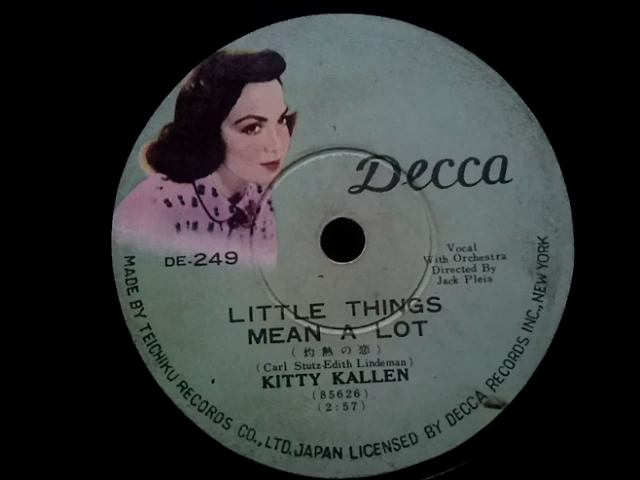 Decca
DE-249
Vocal
With Orchestra
Directed By
Jack Pleis
LITTLE THINGS
MEAN A LOT
(灼熱の恋)
(Carl Stutz-Edith Lindeman)
KITTY KALLEN
(85626)
(2:57)
MADE BY TEICHIKU RECORDS CO., LTD. JAPAN LICENSED BY DECCA RECORDS INC., NEW YORK